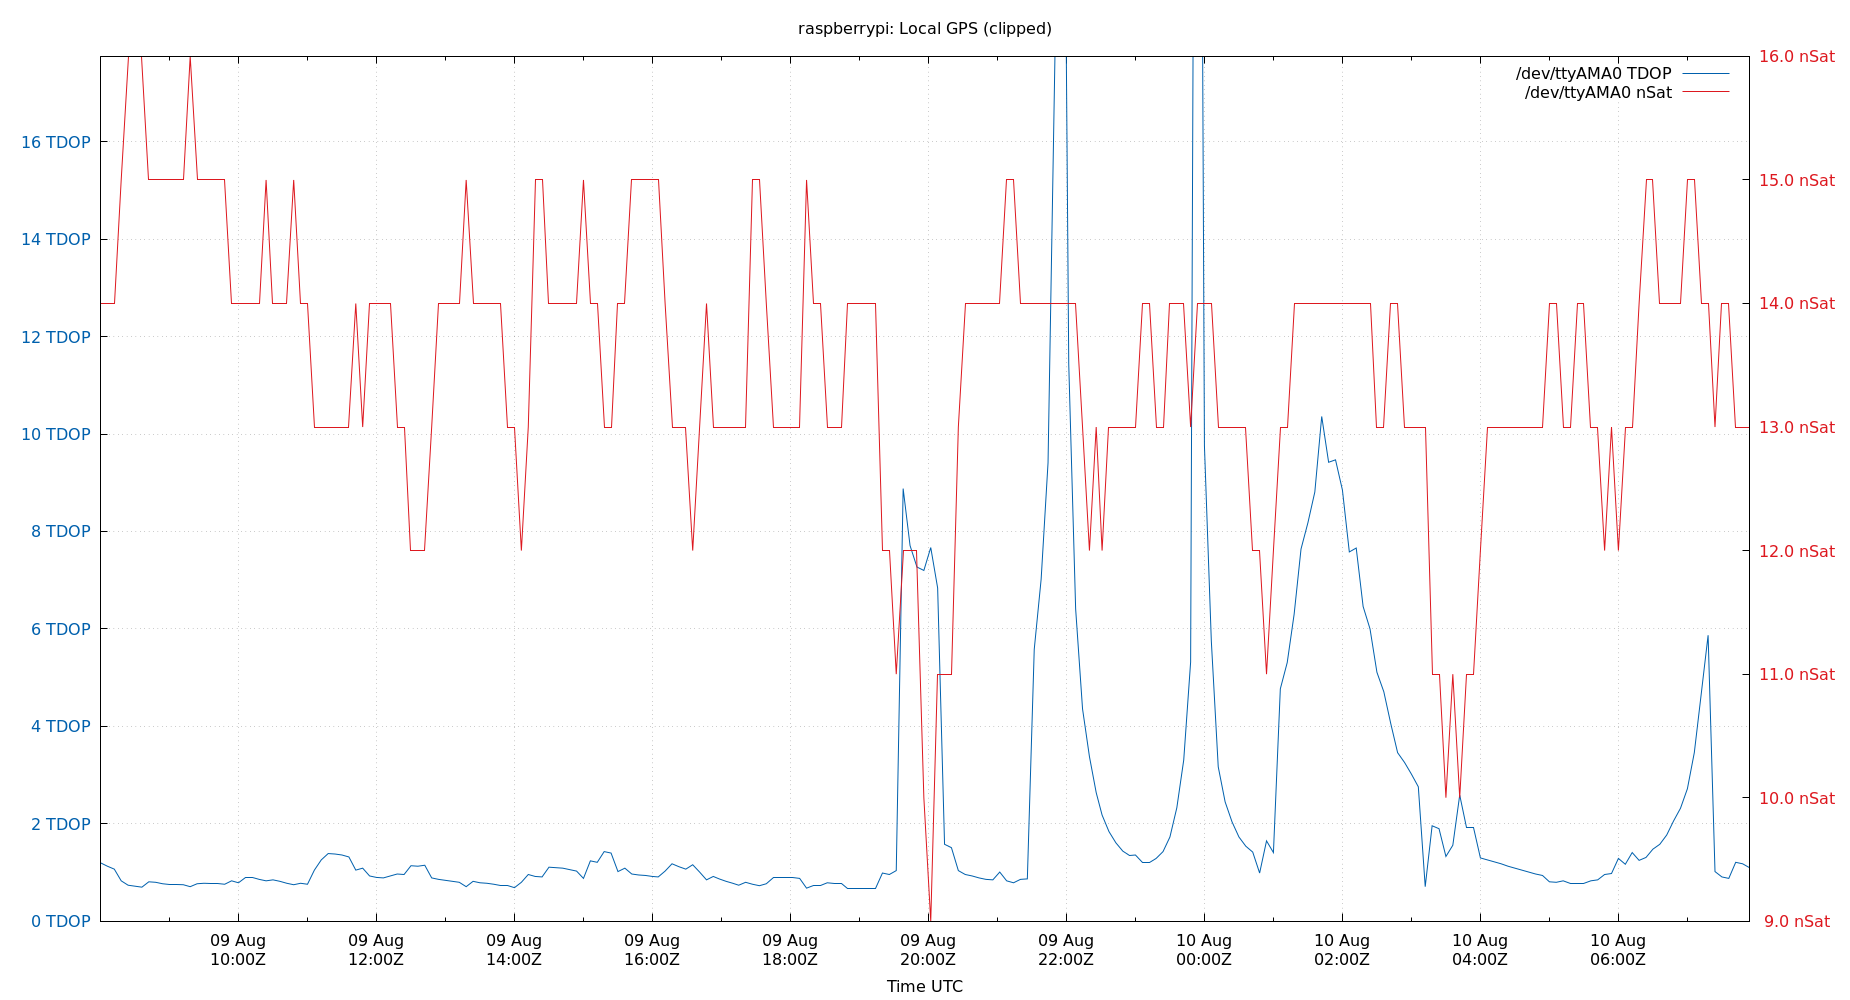 raspberrypi: Local GPS (clipped)
/dev/ttyAMA0 TDOP
/dev/ttyAMA0 nSat
16 TDOP
14 TDOP
12 TDOP
10 TDOP
8 TDOP
6 TDOP
4 TDOP
2 TDOP
0 TDOP
16.0 nSat
15.0 nSat
14.0 nSat
13.0 nSat
12.0 nSat
11.0 nSat
10.0 nSat
9.0 nSat
09 Aug
10:00Z
09 Aug
12:00Z
09 Aug
14:00Z
09 Aug
16:00Z
09 Aug
18:00Z
09 Aug
20:00Z
09 Aug
22:00Z
10 Aug
00:00Z
10 Aug
02:00Z
10 Aug
04:00Z
10 Aug
06:00Z
Time UTC